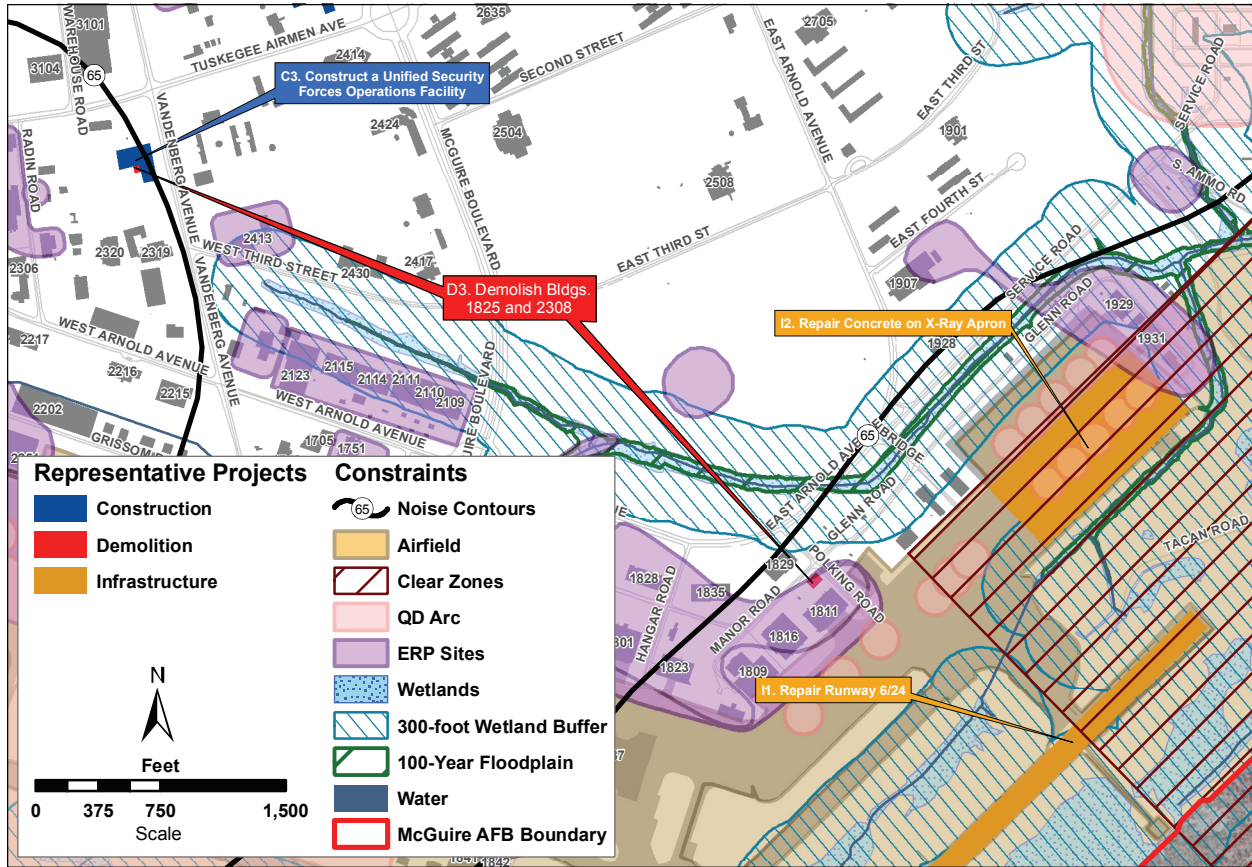 3101
WAREHOUSE ROAD
3104
65
TUSKEGEE AIRMEN AVE
2635
2414
SECOND STREET
2705
EAST ARNOLD AVENUE
EAST THIRD ST
SERVICE ROAD
C3. Construct a Unified Security
Forces Operations Facility
VANDENBERG AVENUE
2424
MCGUIRE BOULEVARD
2504
1901
RADIN ROAD
2508
S. AMMO RD
EAST FOURTH ST
2413
2306
2320
2319
WEST THIRD STREET
2430
2417
EAST THIRD ST
1907
SERVICE ROAD
GLENN ROAD
1929
D3. Demolish Bldgs.
1825 and 2308
I2. Repair Concrete on X-Ray Apron
1928
1931
2217
WEST ARNOLD AVENUE
VANDENBERG AVENUE
2216
2215
2123
2115
2114
2111
2110
2109
WEST ARNOLD AVENUE
2202
GRISSOM
1705
1751
65
EAST ARNOLD AVE
EBRIDGE
GLENN ROAD
TACAN ROAD
POLKING ROAD
1829
1828
1835
HANGAR ROAD
MANOR ROAD
1811
1816
1823
1809
I1. Repair Runway 6/24
Representative Projects
Construction
Demolition
Infrastructure
N
Feet
0 375 750 1,500
Scale
Constraints
65
Noise Contours
Airfield
Clear Zones
QD Arc
ERP Sites
Wetlands
300-foot Wetland Buffer
100-Year Floodplain
Water
McGuire AFB Boundary
1842